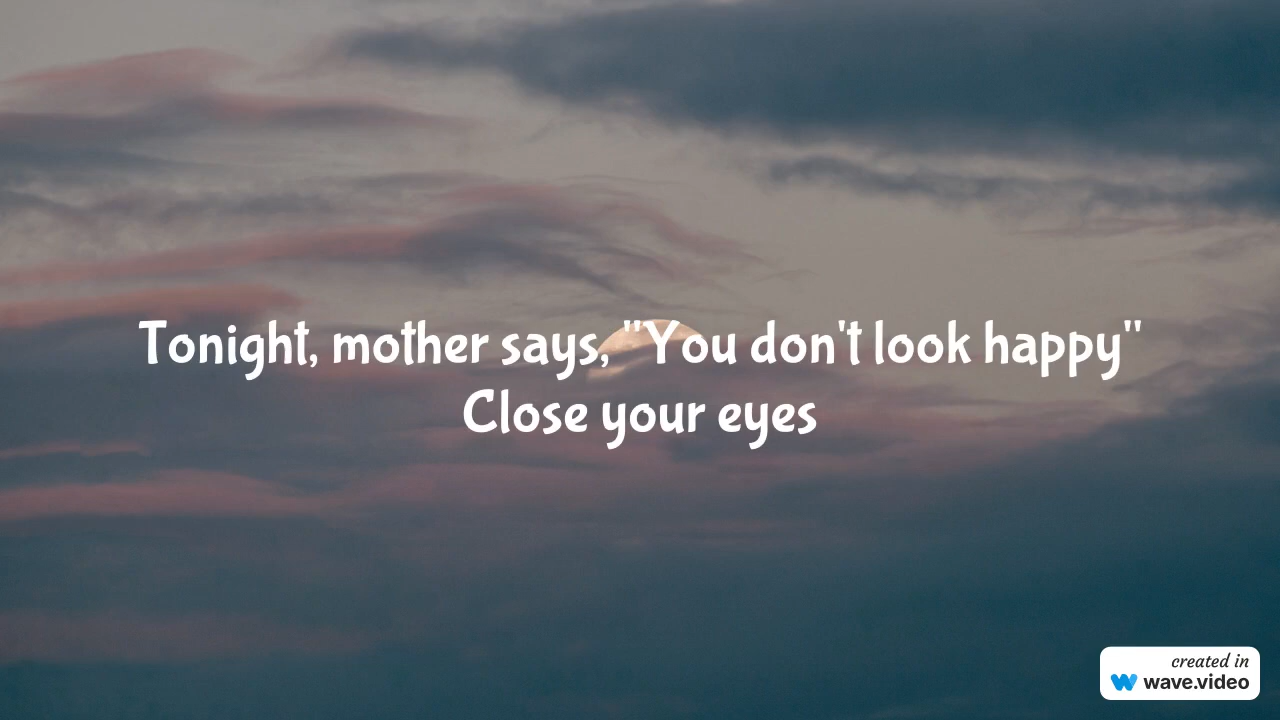 Tonight, mother says, "You don't look happy"
Close your eyes
created in
wave.video